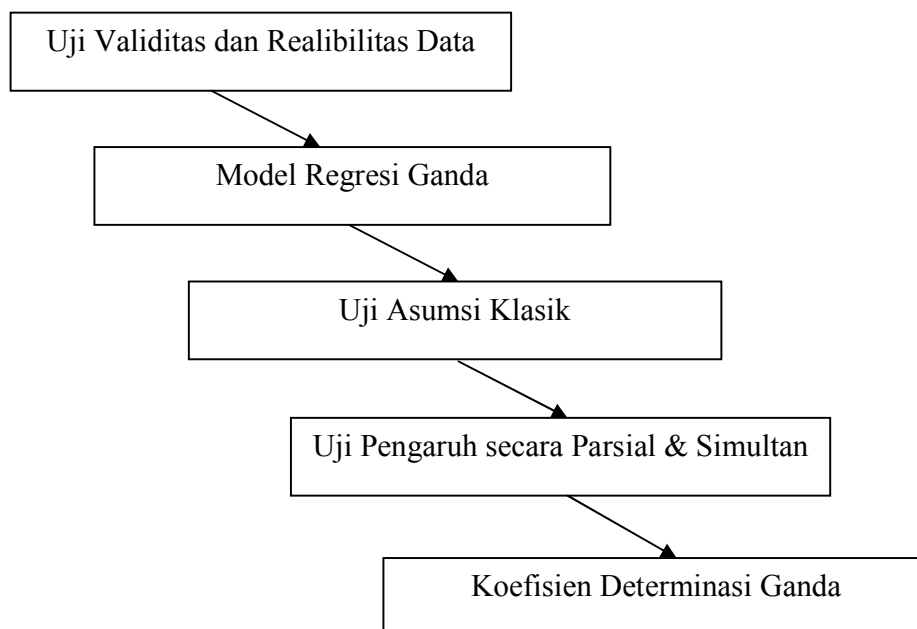 Uji Validitas dan Realibilitas Data
Model Regresi Ganda
Uji Asumsi Klasik
Uji Pengaruh secara Parsial & Simultan
Koefisien Determinasi Ganda